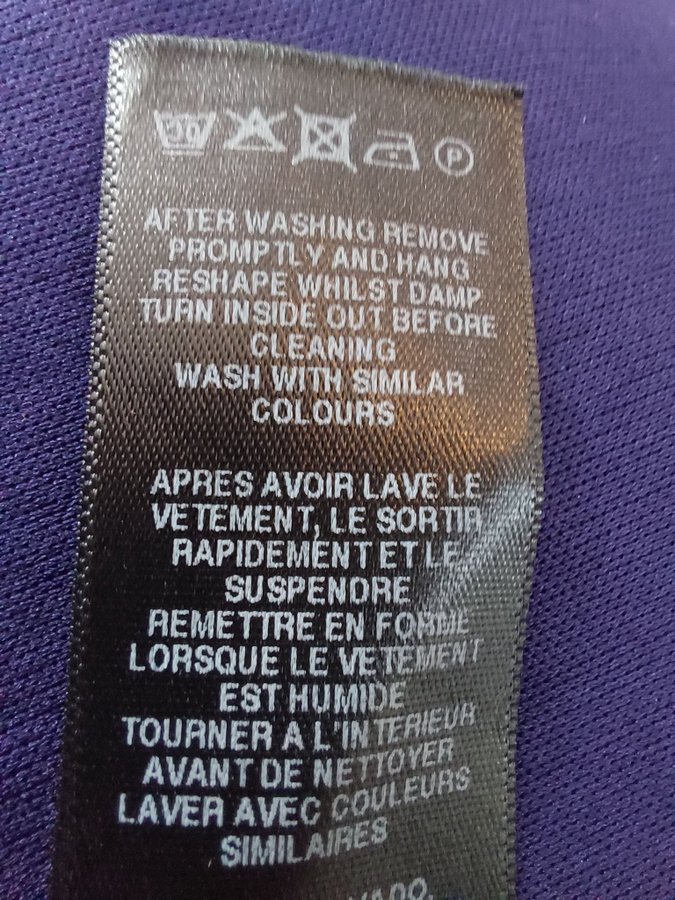 P
AFTER WASHING REMOVE
PROMPTLY AND HANG
RESHAPE WHILST DAMP
TURN INSIDE OUT BEFORE
CLEANING
WASH WITH SIMILAR
COLOURS
APRES AVOIR LAVE LE
VETEMENT, LE SORTIR
RAPIDEMENT ET LE
SUSPENDRE
REMETTRE EN FORME
LORSQUE LE VETEMENT
EST HUMIDE
TOURNER A L'INTERIEUR
AVANT DE NETTOYER
LAVER AVEC COULEURS
SIMILAIRES